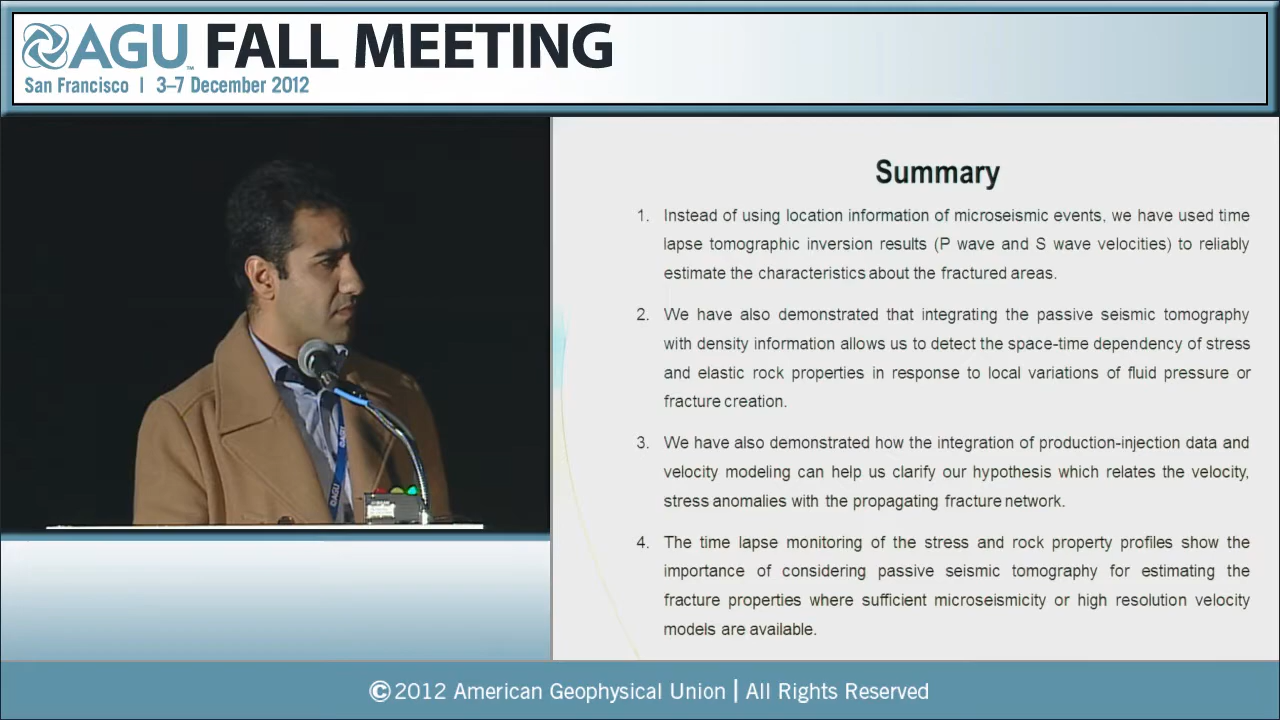 AGU™ FALL MEETING
San Francisco | 3–7 December 2012
Summary
1. Instead of using location information of microseismic events, we have used time
lapse tomographic inversion results (P wave and S wave velocities) to reliably
estimate the characteristics about the fractured areas.
2. We have also demonstrated that integrating the passive seismic tomography
with density information allows us to detect the space-time dependency of stress
and elastic rock properties in response to local variations of fluid pressure or
fracture creation.
3. We have also demonstrated how the integration of production-injection data and
velocity modeling can help us clarify our hypothesis which relates the velocity,
stress anomalies with the propagating fracture network.
4. The time lapse monitoring of the stress and rock property profiles show the
importance of considering passive seismic tomography for estimating the
fracture properties where sufficient microseismicity or high resolution velocity
models are available.
AGU
AGU
©2012 American Geophysical Union | All Rights Reserved